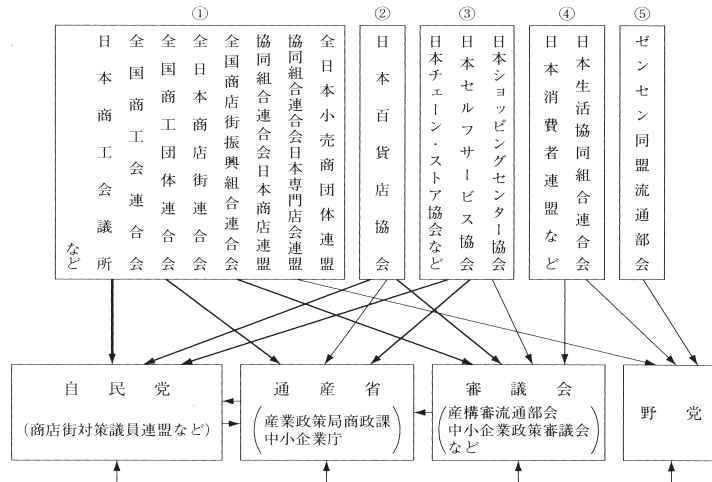 ①
全日本小売商団体連盟
協同組合連合会日本専門店会連盟
協同組合連合会日本商店連盟
全国商店街振興組合連合会
全日本商店街連合会
全国商工団体連合会
全国商工会連合会
日本商工会議所
など
②
日本百貨店協会
③
日本ショッピングセンター協会
日本セルフサービス協会
日本チェーン・ストア協会など
④
日本生活協同組合連合会
日本消費者連盟など
⑤
ゼンセン同盟流通部会
自民党
(商店街対策議員連盟など)
通産省
産業政策局商政課
中小企業庁
審議会
産構審流通部会
中小企業政策審議会
など
野党